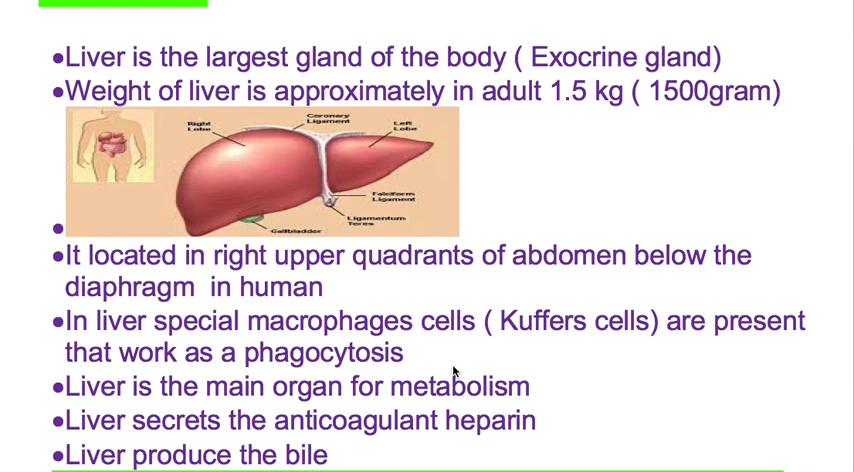 ●Liver is the largest gland of the body ( Exocrine gland)
●Weight of liver is approximately in adult 1.5 kg ( 1500gram)
Right
Lobe
Coronary
Ligament
Left
Lobe
Falciform
Ligament
Ligamentum
Teres
Gallbladder
●
●It located in right upper quadrants of abdomen below the
diaphragm in human
●In liver special macrophages cells ( Kuffers cells) are present
that work as a phagocytosis
●Liver is the main organ for metabolism
●Liver secrets the anticoagulant heparin
●Liver produce the bile